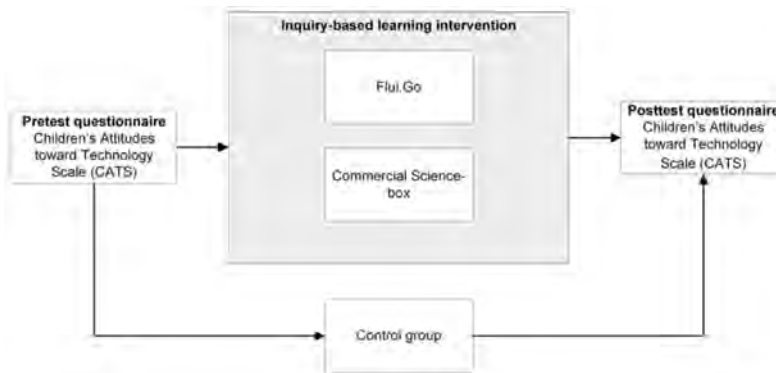 Inquiry-based learning intervention
Flui.Go
Pretest questionnaire
Children's Attitudes
toward Technology
Scale (CATS)
Commercial Science-
box
Posttest questionnaire
Children's Attitudes
toward Technology
Scale (CATS)
Control group